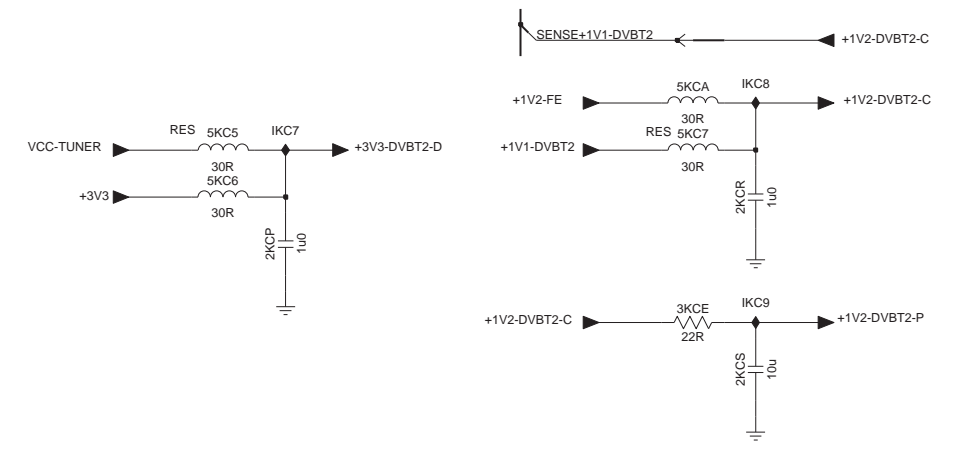 SENSE+1V1-DVBT2
+1V2-DVBT2-C
5KCA
IKC8
+1V2-FE
+1V2-DVBT2-C
30R
RES
5KC5
IKC7
RES
5KC7
VCC-TUNER
+3V3-DVBT2-D
+1V1-DVBT2
30R
30R
5KC6
+3V3
30R
2KCR
1u0
2KCP
1u0
3KCE
IKC9
+1V2-DVBT2-C
+1V2-DVBT2-P
22R
2KCS
10u